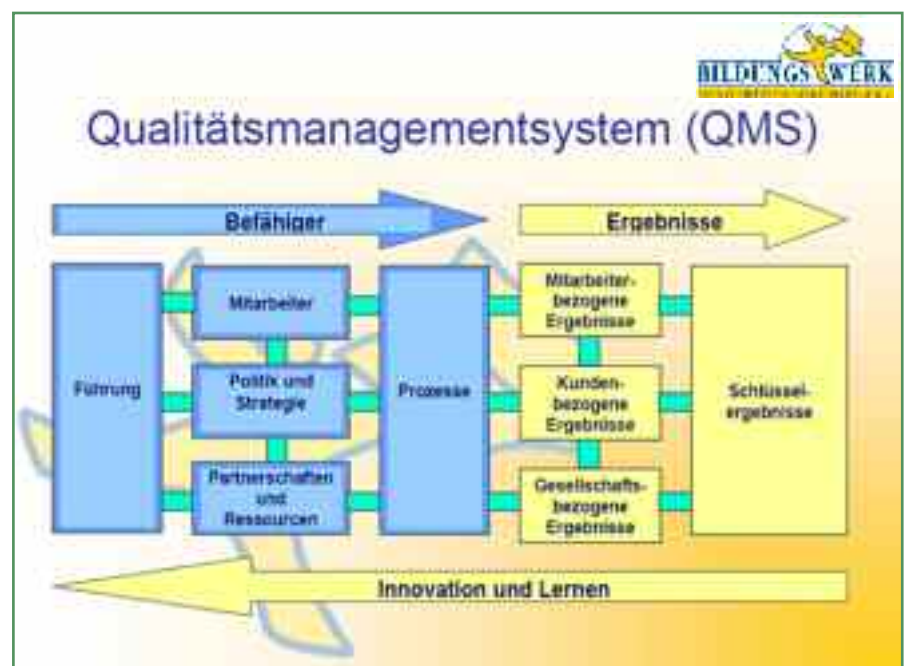 BILDUNGSWERK
Qualitätsmanagementsystem (QMS)
Befähiger
Ergebnisse
Führung
Mitarbeiter
Politik und
Strategie
Partnerschaften
und
Ressourcen
Prozesse
Mitarbeiter-
bezogene
Ergebnisse
Kunden-
bezogene
Ergebnisse
Gesellschafts-
bezogene
Ergebnisse
Schlüssel-
ergebnisse
Innovation und Lernen